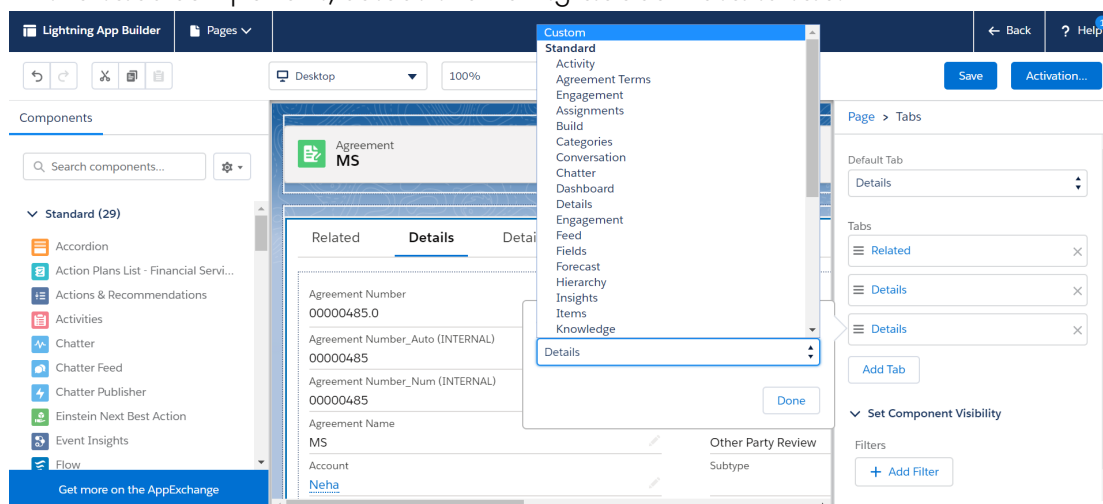 Lightning App Builder
Pages
Custom
Back
? Help
Desktop
100%
Save
Activation...
Components
Search components...
Standard (29)
Accordion
Action Plans List - Financial Servi...
Actions & Recommendations
Activities
Chatter
Chatter Feed
Chatter Publisher
Einstein Next Best Action
Event Insights
Flow
Get more on the AppExchange
Agreement
MS
Related
Details
Detai
Agreement Number
00000485.0
Agreement Number_Auto (INTERNAL)
00000485
Agreement Number_Num (INTERNAL)
00000485
Agreement Name
MS
Account
Neha
Other Party Review
Subtype
Standard
Activity
Agreement Terms
Engagement
Assignments
Build
Categories
Conversation
Chatter
Dashboard
Details
Engagement
Feed
Fields
Forecast
Hierarchy
Insights
Items
Knowledge
Details
Done
Page > Tabs
Default Tab
Details
Tabs
Related
Details
Details
Add Tab
Set Component Visibility
Filters
+ Add Filter